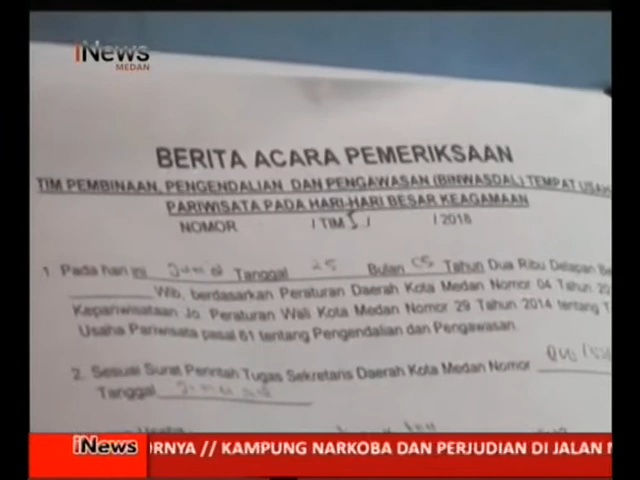 iNews
MEDAN
BERITA ACARA PEMERIKSAAN
TIM PEMBINAAN, PENGENDALIAN DAN PENGAWASAN (BINWASDAL) TEMPAT USAH
PARIWISATA PADA HARI-HARI BESAR KEAGAMAAN
NOMOR / TIM 5 / / 2018
1. Pada hari ini Tanggal 25 Bulan 05 Tahun Dua Ribu Delapan Be
Wib, berdasarkan Peraturan Daerah Kota Medan Nomor 04 Tahun 20
Kepariwisataan Jo. Peraturan Wali Kota Medan Nomor 29 Tahun 2014 tentang T
Usaha Pariwisata pasal 61 tentang Pengendalian dan Pengawasan.
2. Sesuai Surat Perintah Tugas Sekretaris Daerah Kota Medan Nomor
Tanggal
iNews ORNYA // KAMPUNG NARKOBA DAN PERJUDIAN DI JALAN